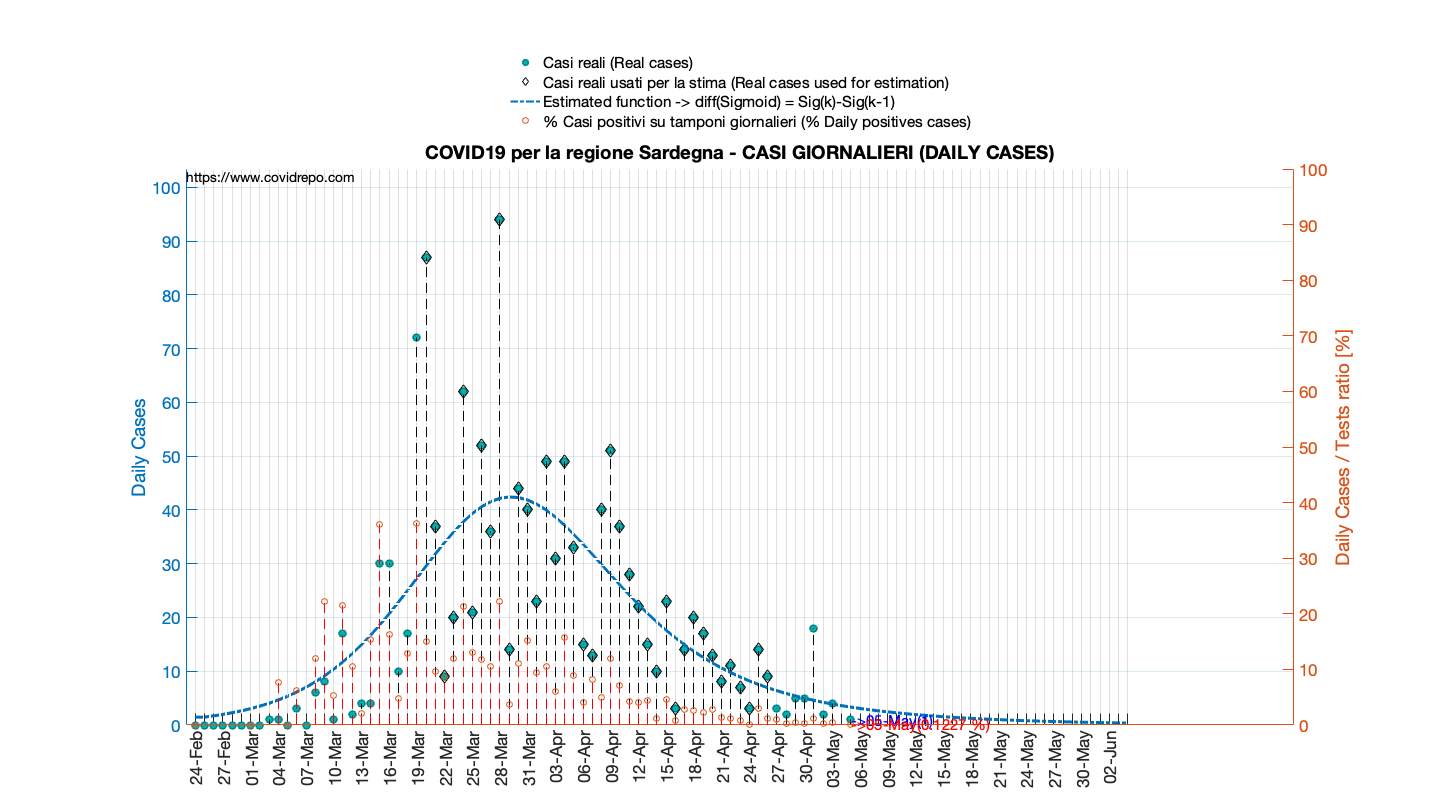 Casi reali (Real cases)
Casi reali usati per la stima (Real cases used for estimation)
Estimated function -> diff(Sigmoid) = Sig(k)-Sig(k-1)
% Casi positivi su tamponi giornalieri (% Daily positives cases)
COVID19 per la regione Sardegna - CASI GIORNALIERI (DAILY CASES)
https://www.covidrepo.com
100
90
80
70
60
50
40
30
20
10
0
Daily Cases
100
90
80
70
60
50
40
30
20
10
0
Daily Cases / Tests ratio [%]
->05-May(1)
->05-May(0.1227 %)
24-Feb
27-Feb
01-Mar
04-Mar
07-Mar
10-Mar
13-Mar
16-Mar
19-Mar
22-Mar
25-Mar
28-Mar
31-Mar
03-Apr
06-Apr
09-Apr
12-Apr
15-Apr
18-Apr
21-Apr
24-Apr
27-Apr
30-Apr
03-May
06-May
09-May
12-May
15-May
18-May
21-May
24-May
27-May
30-May
02-Jun